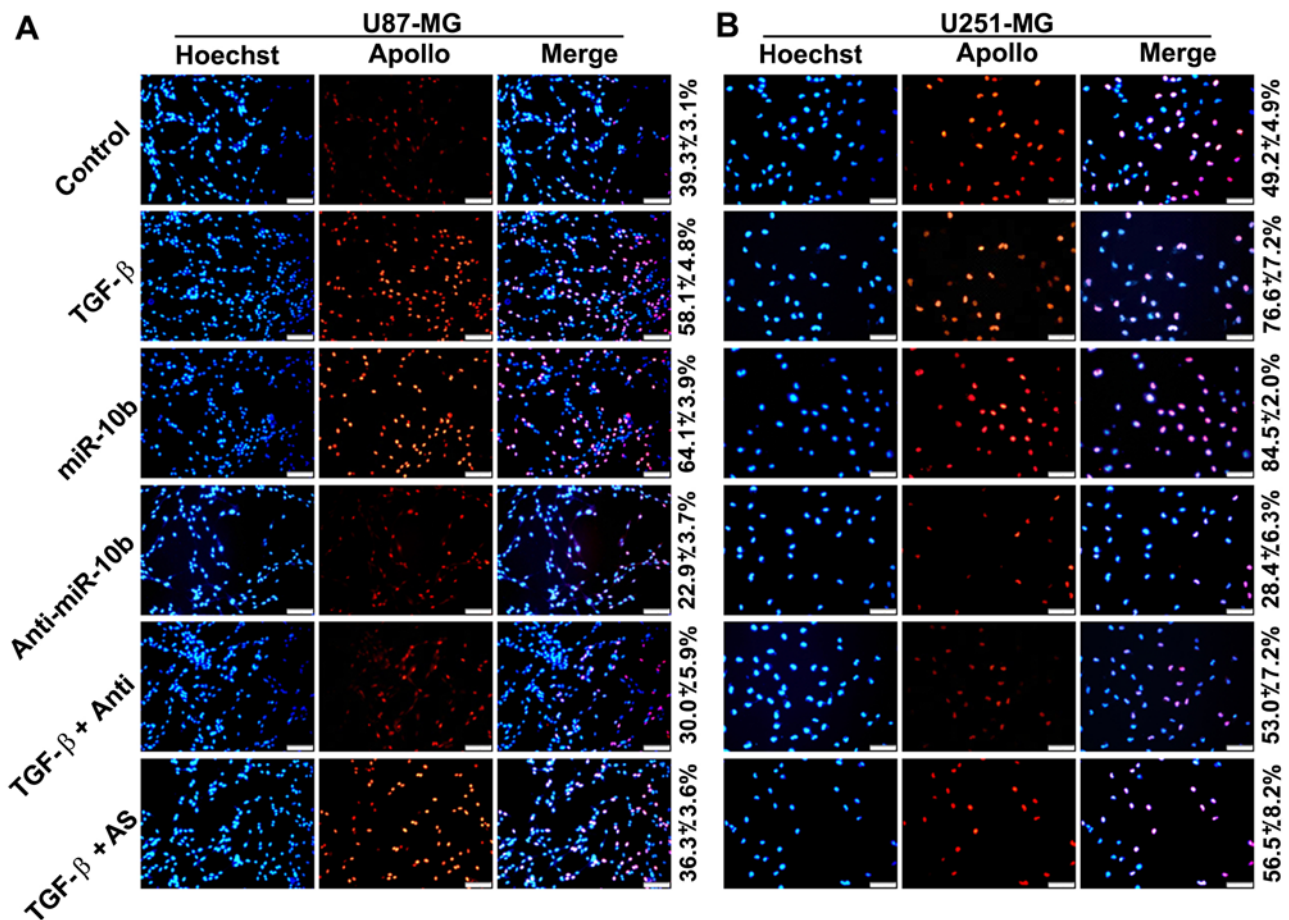 A
U87-MG
Hoechst Apollo Merge
Control
39.3+/-3.1%
TGF-β
58.1+/-4.8%
miR-10b
64.1+/-3.9%
Anti-miR-10b
22.9+/-3.7%
TGF-β + Anti
30.0+/-5.9%
TGF-β +AS
36.3+/-3.6%
B
U251-MG
Hoechst Apollo Merge
49.2+/-4.9%
76.6+/-7.2%
84.5+/-2.0%
28.4+/-6.3%
53.0+/-7.2%
56.5+/-8.2%